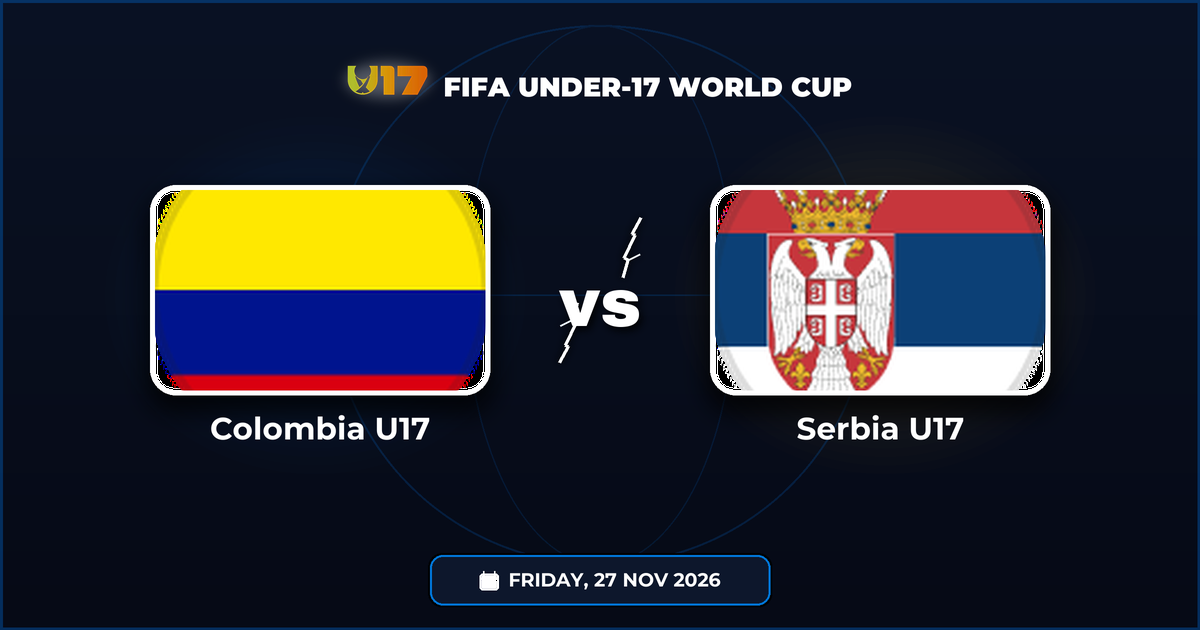 U17 FIFA UNDER-17 WORLD CUP
VS
Colombia U17
Serbia U17
FRIDAY, 27 NOV 2026